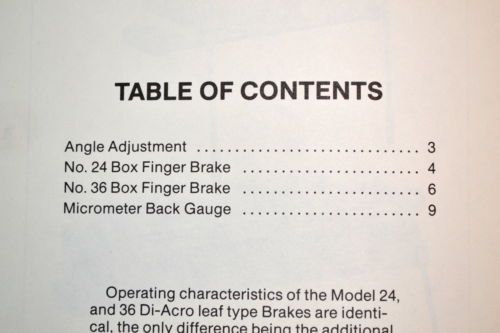 TABLE OF CONTENTS
Angle Adjustment ............................ 3
No. 24 Box Finger Brake ...................... 4
No. 36 Box Finger Brake ...................... 6
Micrometer Back Gauge ...................... 9
Operating characteristics of the Model 24,
and 36 Di-Acro leaf type Brakes are identi-
cal, the only difference being the additional